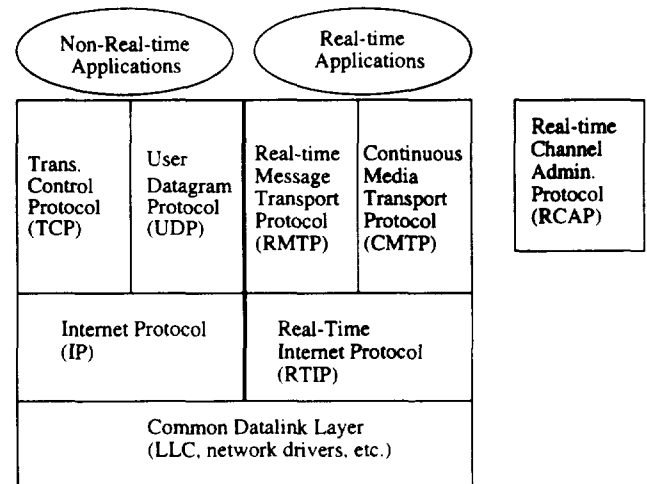 Non-Real-time
Applications
Real-time
Applications
Trans.
Control
Protocol
(TCP)
User
Datagram
Protocol
(UDP)
Real-time
Message
Transport
Protocol
(RMTP)
Continuous
Media
Transport
Protocol
(CMTP)
Real-time
Channel
Admin.
Protocol
(RCAP)
Internet Protocol
(IP)
Real-Time
Internet Protocol
(RTIP)
Common Datalink Layer
(LLC, network drivers, etc.)